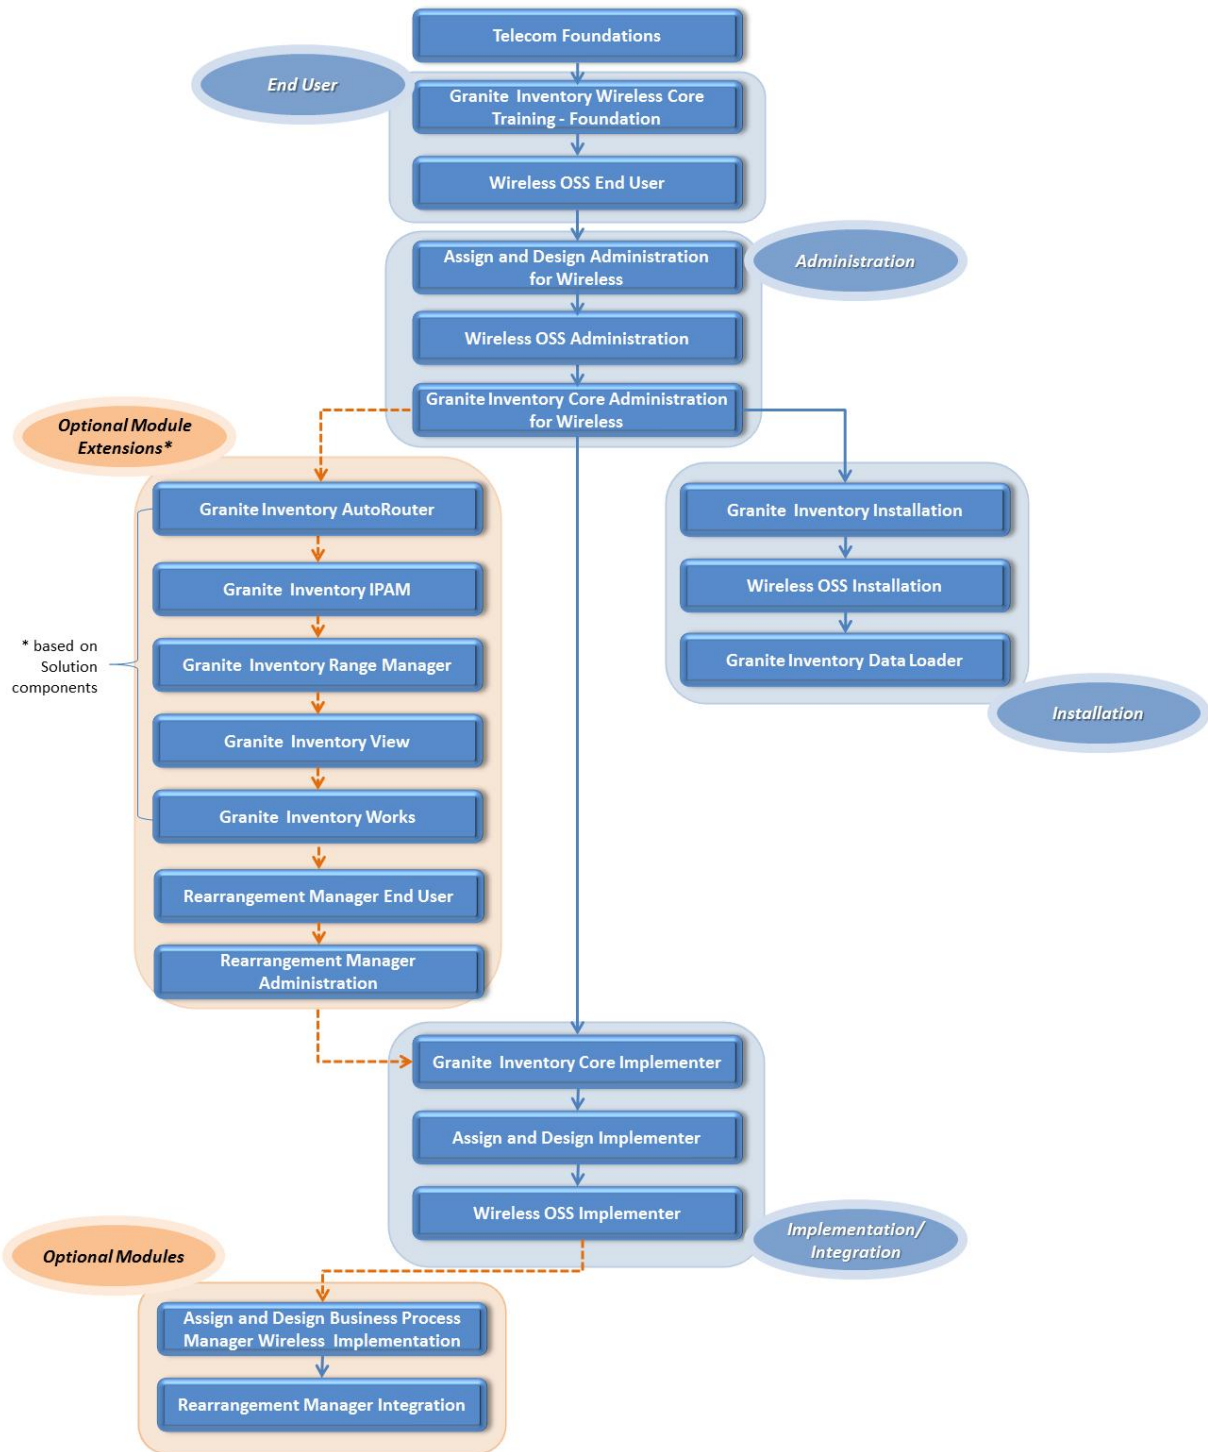 Telecom Foundations
End User
Granite Inventory Wireless Core
Training - Foundation
Wireless OSS End User
Assign and Design Administration
for Wireless
Administration
Wireless OSS Administration
Granite Inventory Core Administration
for Wireless
Optional Module
Extensions*
Granite Inventory AutoRouter
Granite Inventory IPAM
Granite Inventory Range Manager
Granite Inventory View
Granite Inventory Works
* based on
Solution
components
Rearrangement Manager End User
Rearrangement Manager
Administration
Granite Inventory Installation
Wireless OSS Installation
Granite Inventory Data Loader
Installation
Granite Inventory Core Implementer
Assign and Design Implementer
Wireless OSS Implementer
Implementation/
Integration
Optional Modules
Assign and Design Business Process
Manager Wireless Implementation
Rearrangement Manager Integration